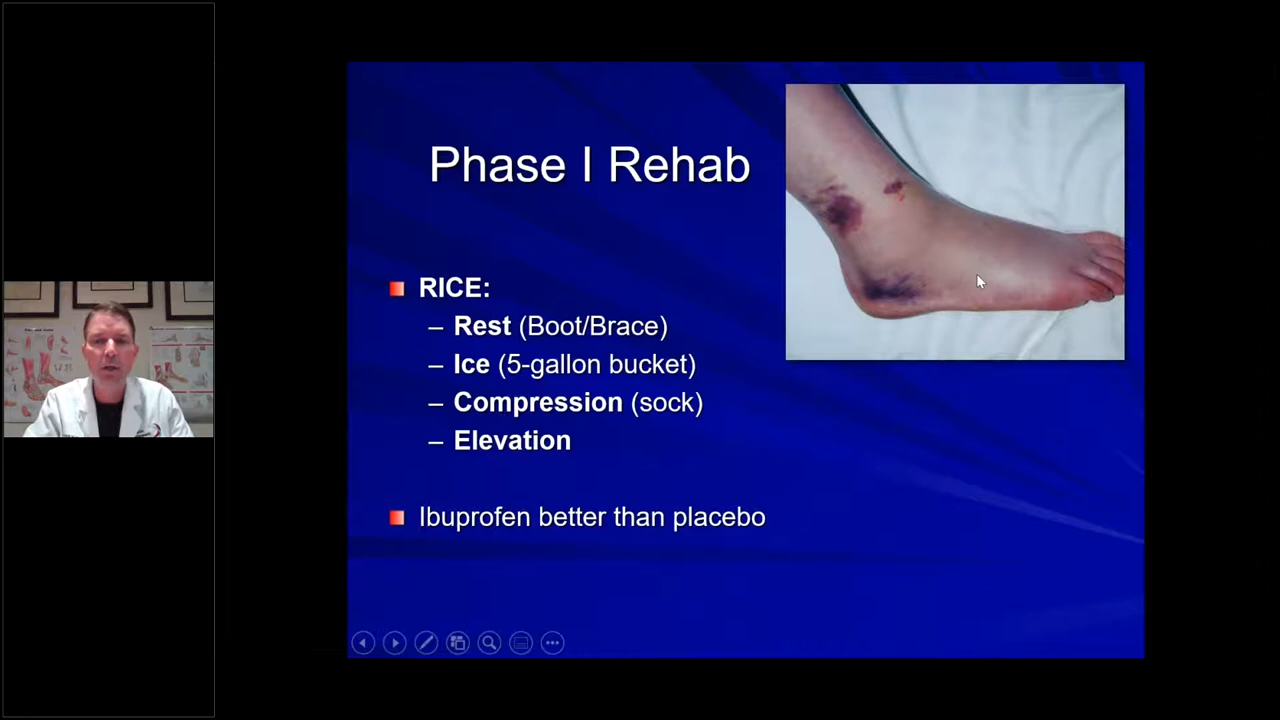 Phase I Rehab
RICE:
– Rest (Boot/Brace)
– Ice (5-gallon bucket)
– Compression (sock)
– Elevation
Ibuprofen better than placebo